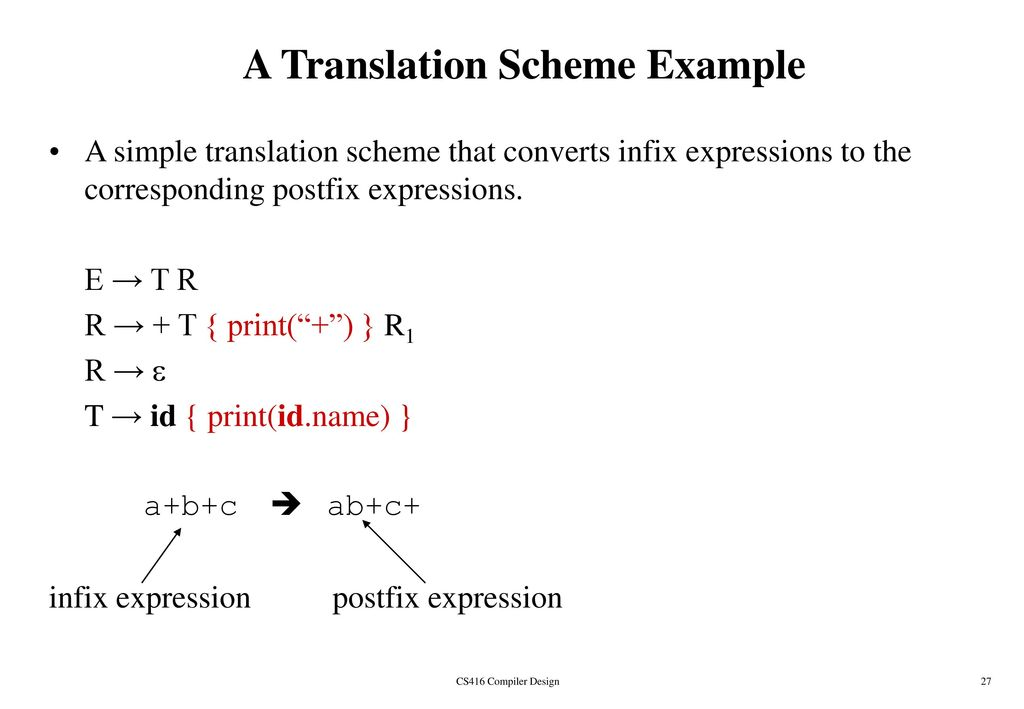 A Translation Scheme Example
• A simple translation scheme that converts infix expressions to the
corresponding postfix expressions.
E → T R
R → + T { print(“+”) } R₁
R → ε
T → id { print(id.name) }
a+b+c ➔ ab+c+
infix expression postfix expression
CS416 Compiler Design 27